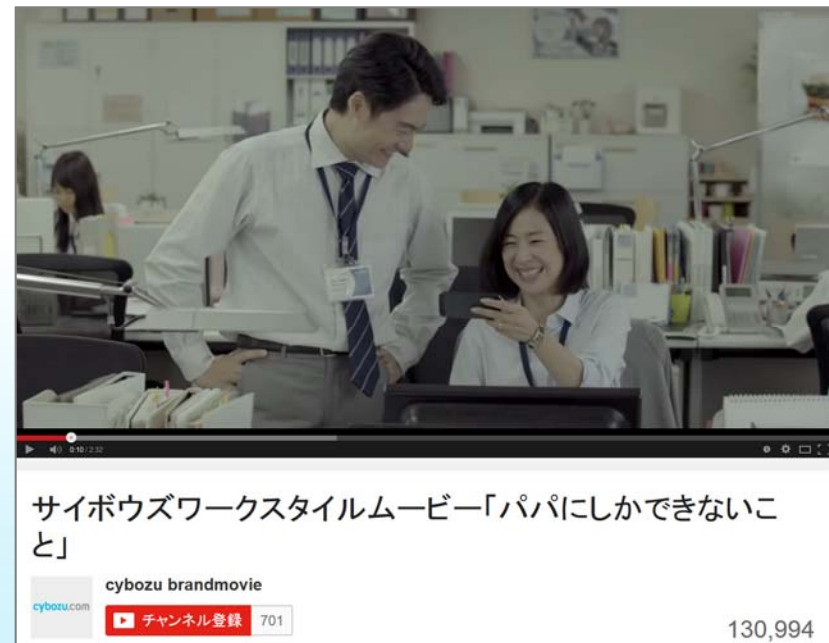 0:10 / 2:32
サイボウズワークスタイルムービー「パパにしかできないこ
と」
cybozu.com
cybozu brandmovie
チャンネル登録 701
130,994